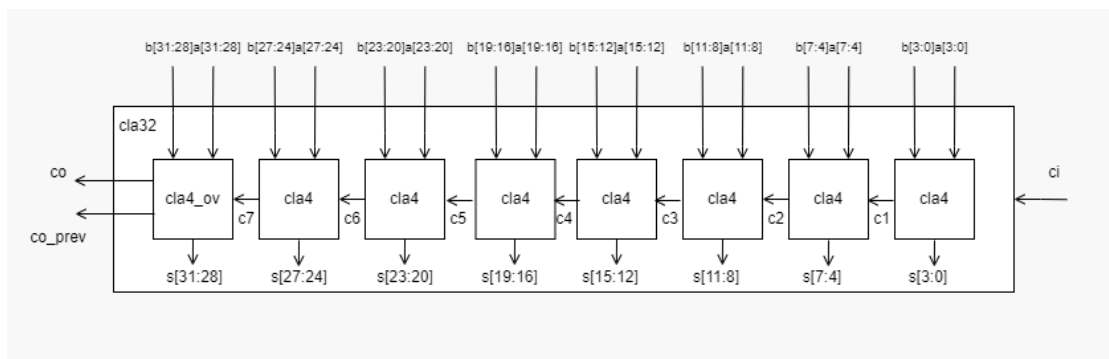 b[31:28]a[31:28] b[27:24]a[27:24] b[23:20]a[23:20] b[19:16]a[19:16] b[15:12]a[15:12] b[11:8]a[11:8] b[7:4]a[7:4] b[3:0]a[3:0]
cla32
co ci
cla4_ov cla4 cla4 cla4 cla4 cla4 cla4 cla4
c7 c6 c5 c4 c3 c2 c1
co_prev
s[31:28] s[27:24] s[23:20] s[19:16] s[15:12] s[11:8] s[7:4] s[3:0]